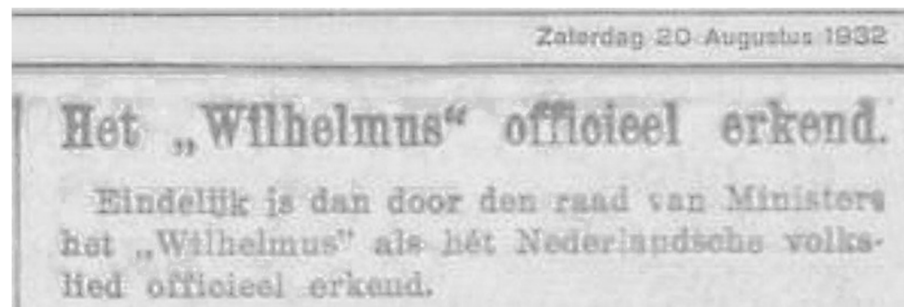 Zaterdag 20 Augustus 1932
Het „Wilhelmus“ officieel erkend.
Eindelijk is dan door den raad van Ministers
het „Wilhelmus” als hét Nederlandsche volks-
lied officieel erkend.